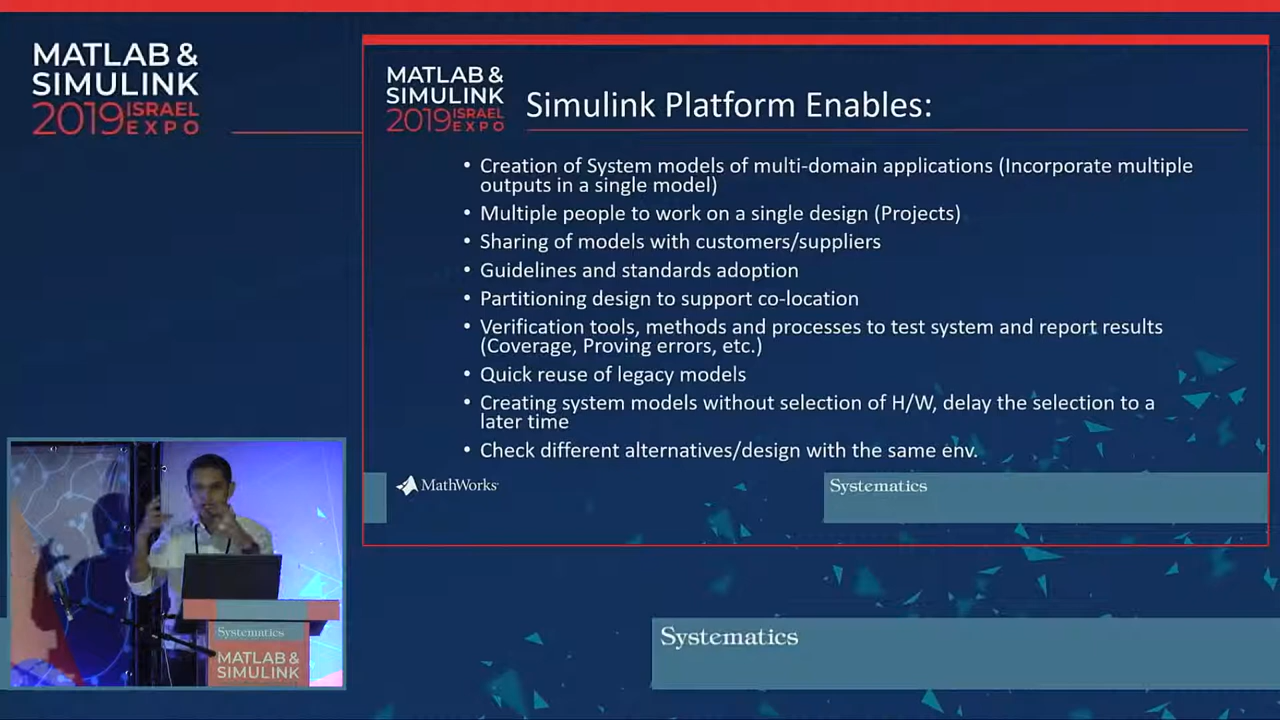 MATLAB &
SIMULINK
2019 ISRAEL
EXPO
MATLAB &
SIMULINK
2019 ISRAEL
EXPO
Simulink Platform Enables:
• Creation of System models of multi-domain applications (Incorporate multiple
outputs in a single model)
• Multiple people to work on a single design (Projects)
• Sharing of models with customers/suppliers
• Guidelines and standards adoption
• Partitioning design to support co-location
• Verification tools, methods and processes to test system and report results
(Coverage, Proving errors, etc.)
• Quick reuse of legacy models
• Creating system models without selection of H/W, delay the selection to a
later time
• Check different alternatives/design with the same env.
MathWorks
Systematics
Systematics
MATLAB &
SIMULINK
Systematics